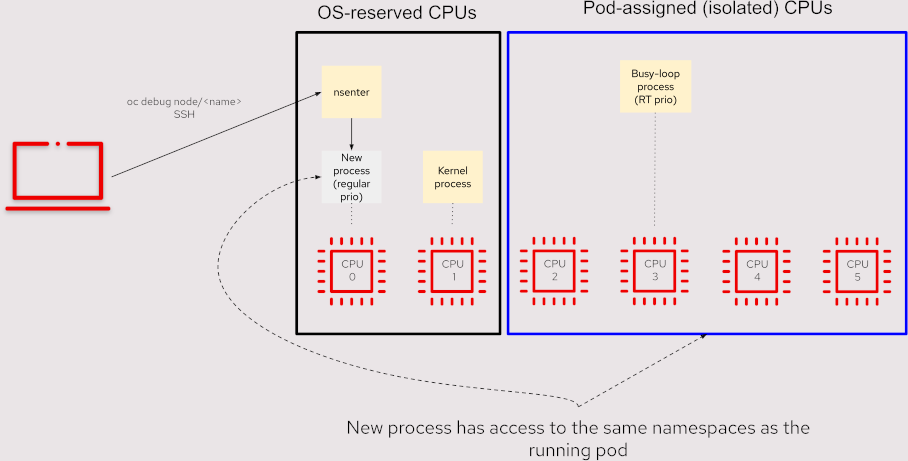 OS-reserved CPUs
Pod-assigned (isolated) CPUs
oc debug node/<name>
SSH
nsenter
New
process
(regular
prio)
Kernel
process
Busy-loop
process
(RT prio)
CPU
0
CPU
1
CPU
2
CPU
3
CPU
4
CPU
5
New process has access to the same namespaces as the
running pod